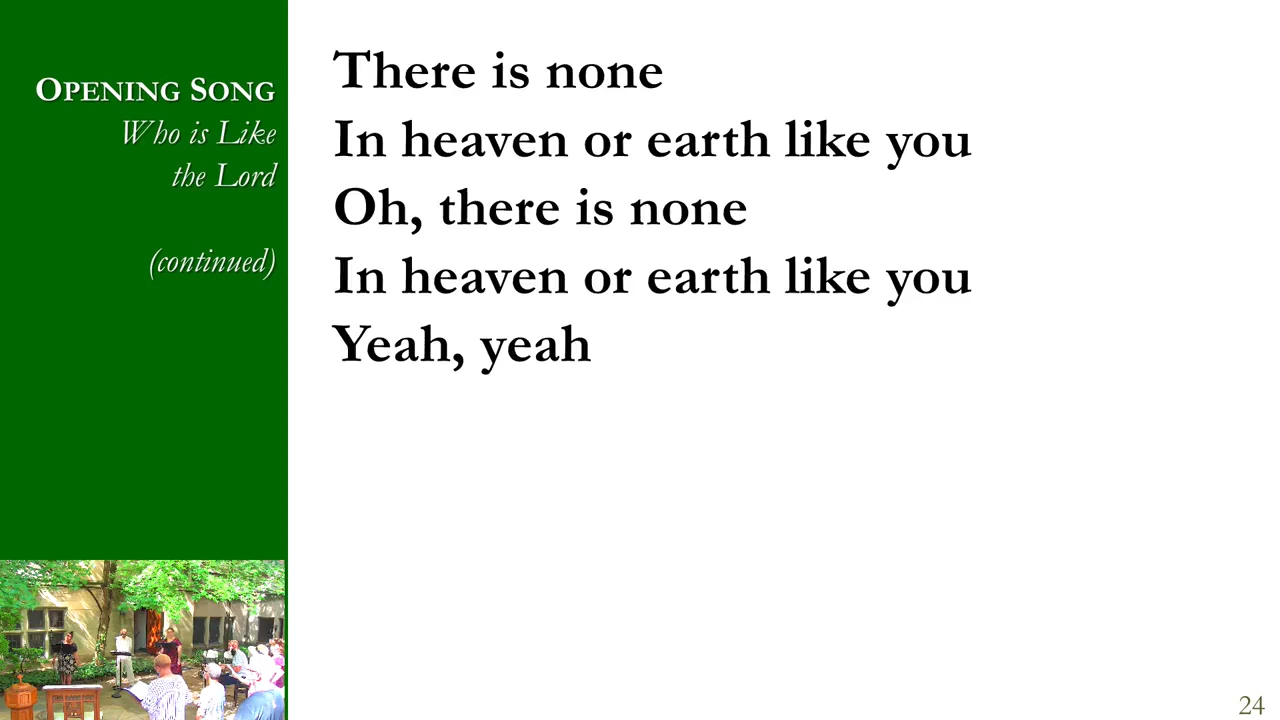 OPENING SONG
Who is Like
the Lord
(continued)
There is none
In heaven or earth like you
Oh, there is none
In heaven or earth like you
Yeah, yeah
24